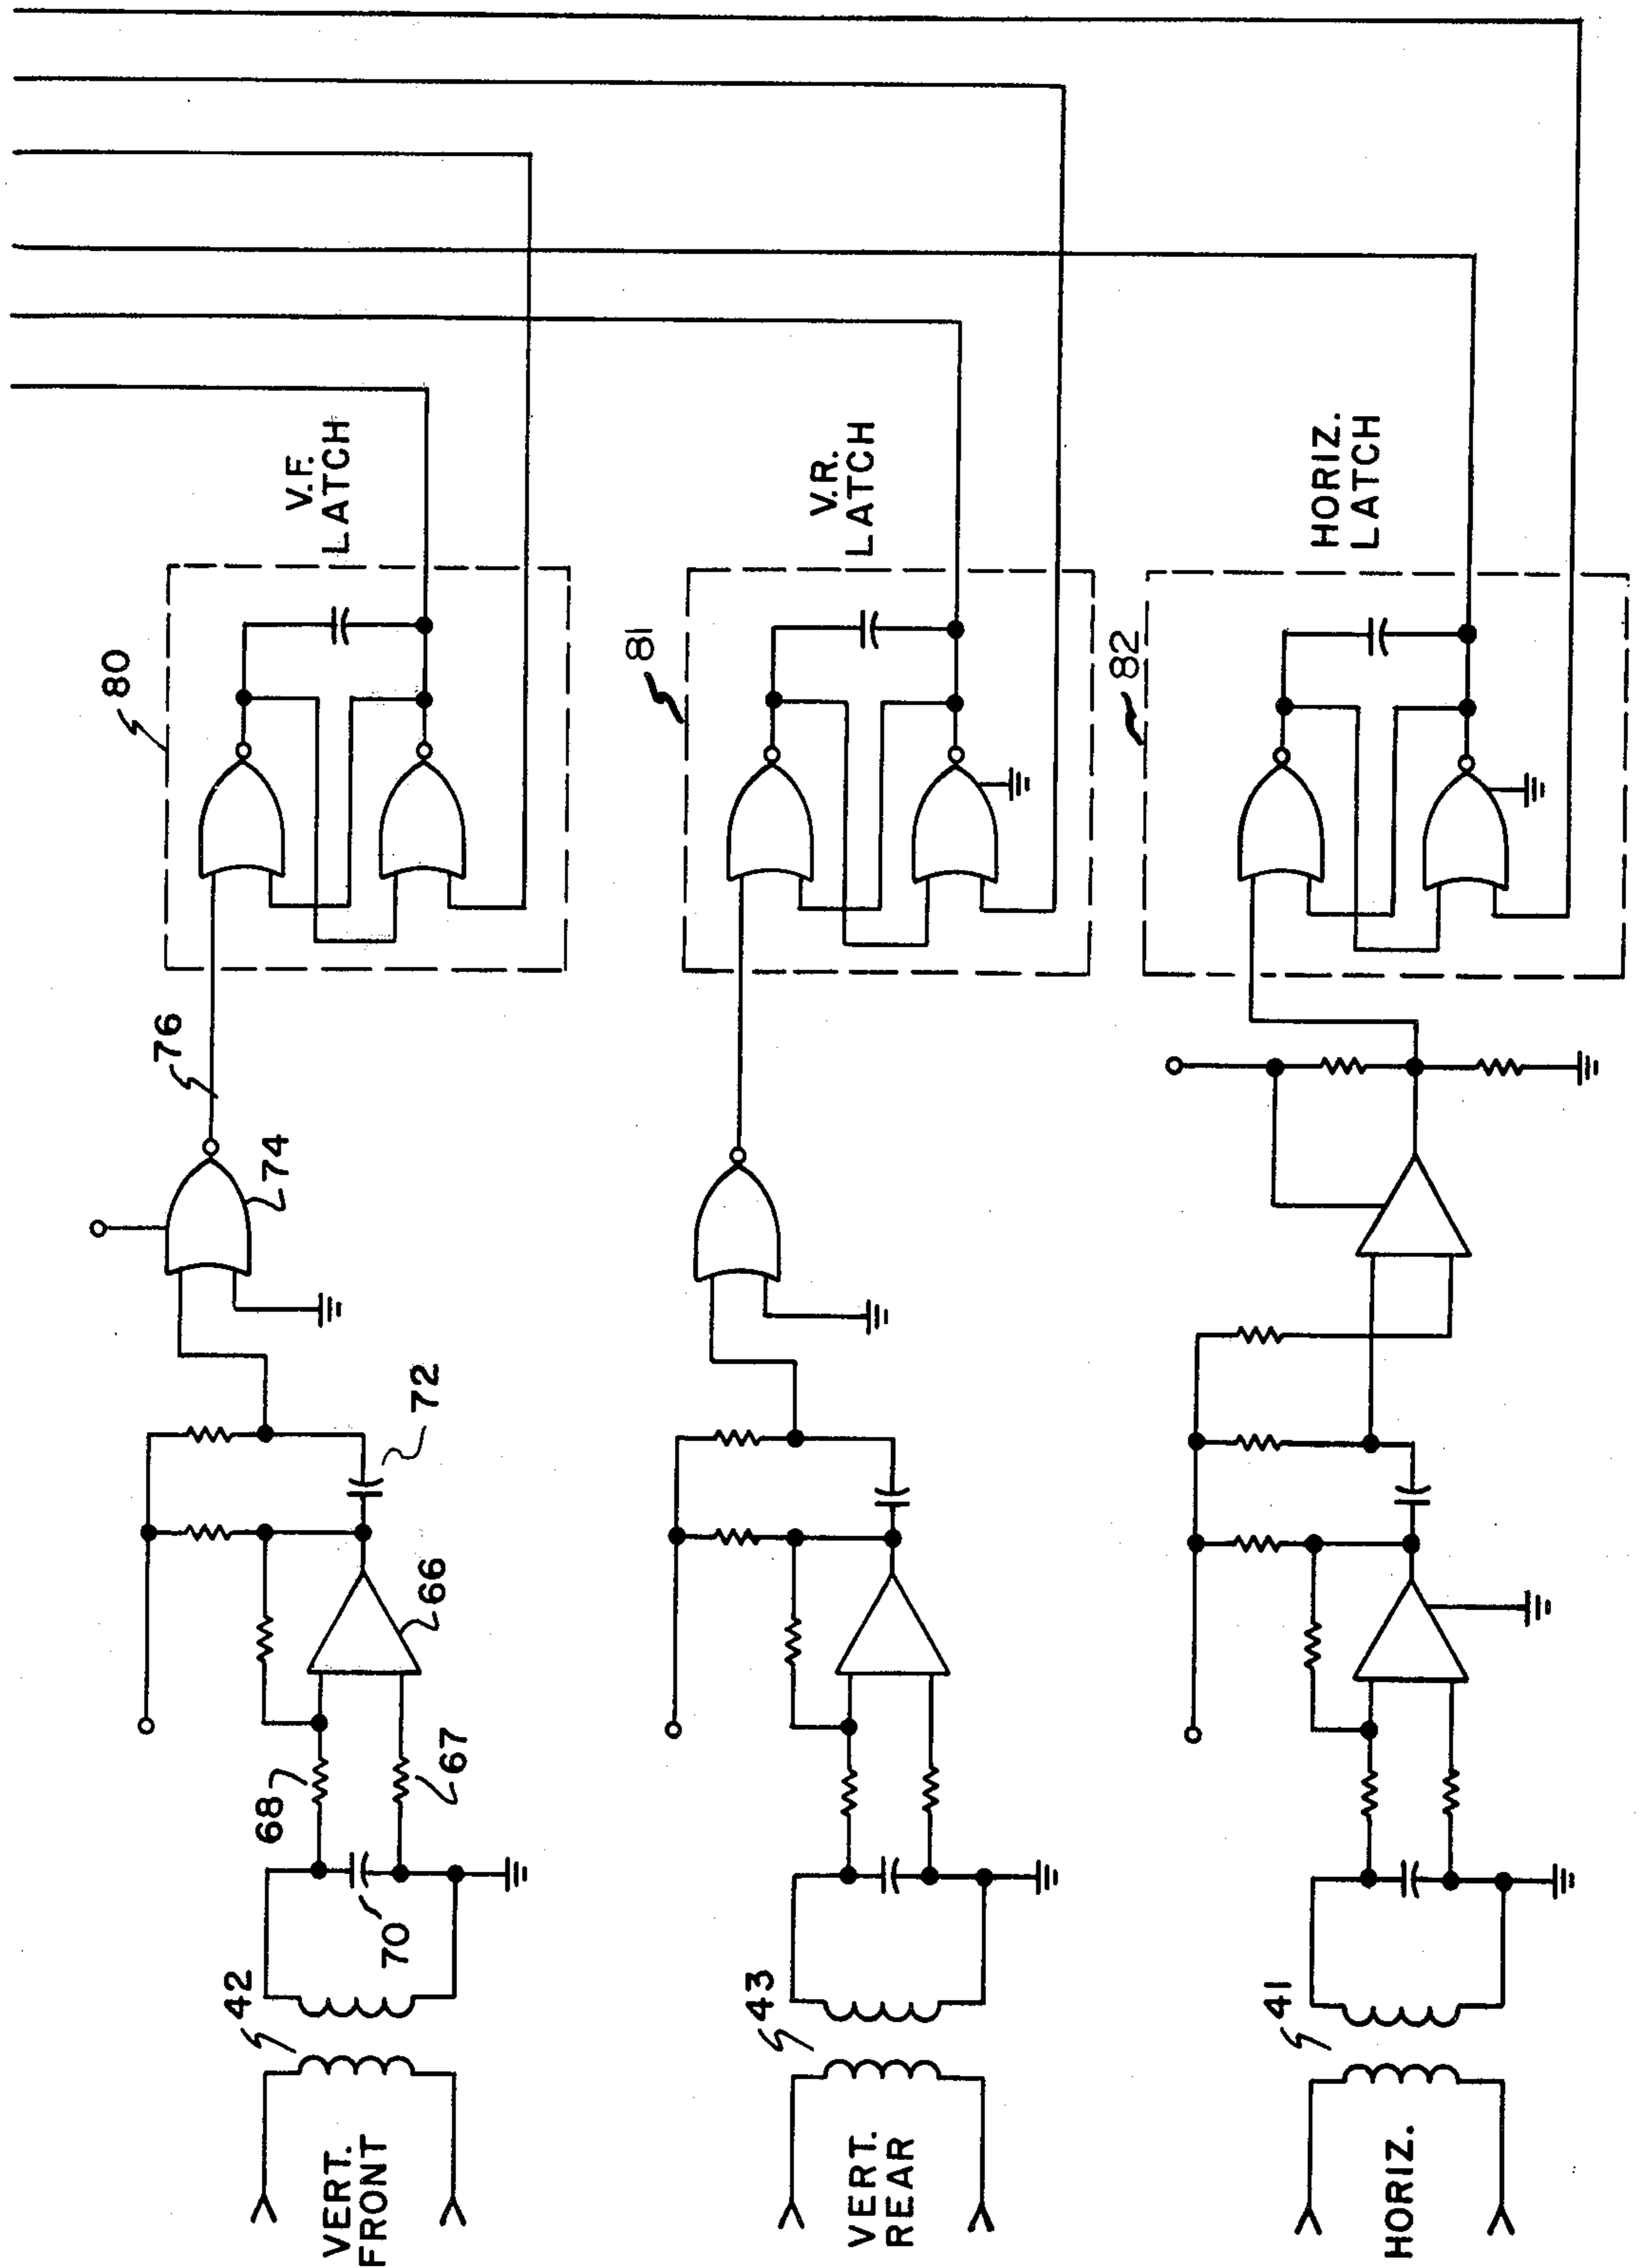 VERT.
FRONT
42
70
68
67
66
72
74
76
80
V.F.
LATCH
VERT.
REAR
43
81
V.R.
LATCH
HORIZ.
41
82
HORIZ.
LATCH